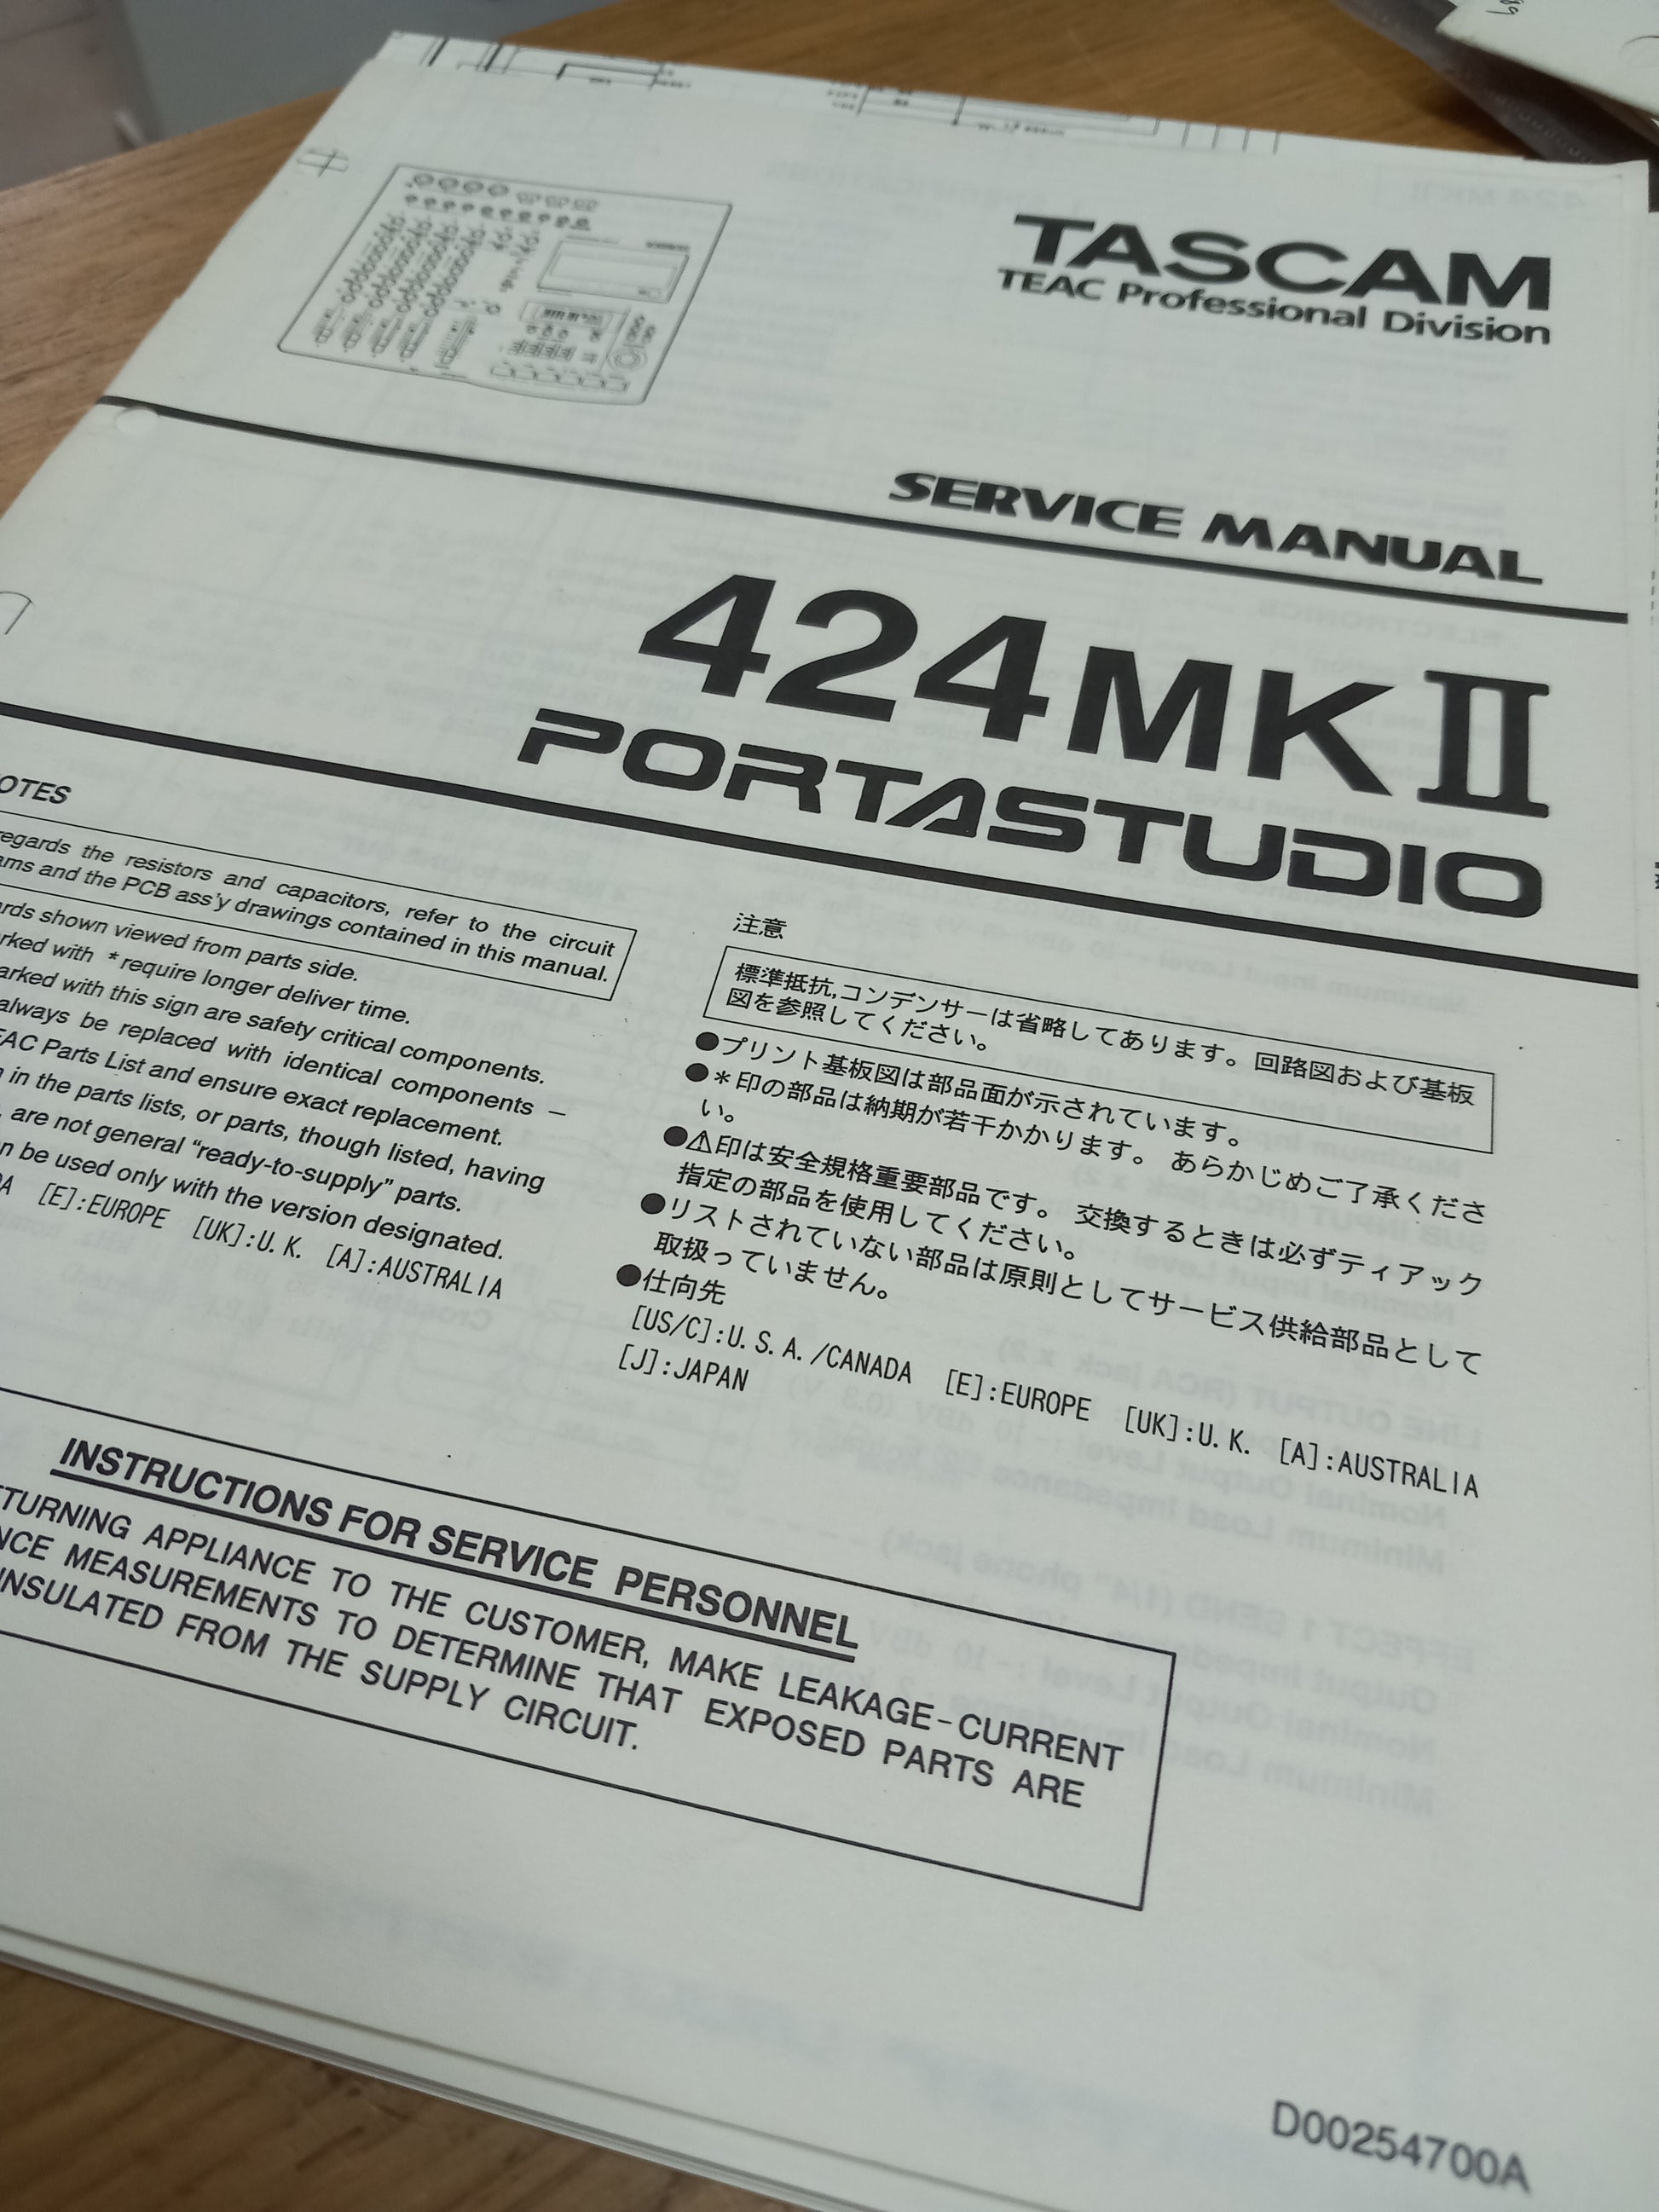 TASCAM
TEAC Professional Division
SERVICE MANUAL
424MKII
PORTASTUDIO
OTES
regards the resistors and capacitors, refer to the circuit
ams and the PCB ass'y drawings contained in this manual.
ards shown viewed from parts side.
rked with *require longer deliver time.
arked with this sign are safety critical components.
always be replaced with identical components –
EAC Parts List and ensure exact replacement.
n in the parts lists, or parts, though listed, having
, are not general “ready-to-supply” parts.
n be used only with the version designated.
DA [E]:EUROPE [UK]:U.K. [A]:AUSTRALIA
注意
標準抵抗,コンデンサーは省略してあります。回路図および基板
図を参照してください。
●プリント基板図は部品面が示されています。
●*印の部品は納期が若干かかります。 あらかじめご了承くださ
い。
●⚠印は安全規格重要部品です。 交換するときは必ずティアック
指定の部品を使用してください。
●リストされていない部品は原則としてサービス供給部品として
取扱っていません。
●仕向先
[US/C]:U.S.A./CANADA [E]:EUROPE [UK]:U.K. [A]:AUSTRALIA
[J]:JAPAN
INSTRUCTIONS FOR SERVICE PERSONNEL
TURNING APPLIANCE TO THE CUSTOMER, MAKE LEAKAGE-CURRENT
NCE MEASUREMENTS TO DETERMINE THAT EXPOSED PARTS ARE
INSULATED FROM THE SUPPLY CIRCUIT.
D00254700A